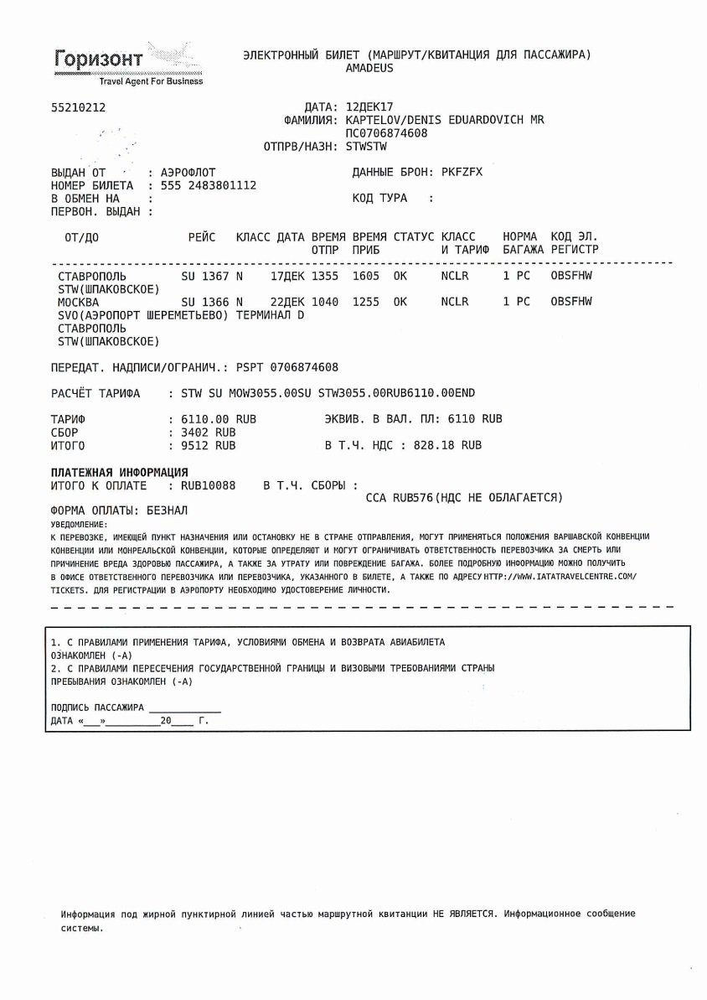 Горизонт
Travel Agent For Business
ЭЛЕКТРОННЫЙ БИЛЕТ (МАРШРУТ/КВИТАНЦИЯ ДЛЯ ПАССАЖИРА)
AMADEUS
55210212 ДАТА: 12ДЕК17
ФАМИЛИЯ: KAPTELOV/DENIS EDUARDOVICH MR
ПС0706874608
ОТПРВ/НАЗН: STWSTW
ВЫДАН ОТ : АЭРОФЛОТ ДАННЫЕ БРОН: PKFZFX
НОМЕР БИЛЕТА : 555 2483801112
В ОБМЕН НА : КОД ТУРА :
ПЕРВОН. ВЫДАН :
ОТ/ДО РЕЙС КЛАСС ДАТА ВРЕМЯ ВРЕМЯ СТАТУС КЛАСС НОРМА КОД ЭЛ.
ОТПР ПРИБ И ТАРИФ БАГАЖА РЕГИСТР
СТАВРОПОЛЬ SU 1367 N 17ДЕК 1355 1605 OK NCLR 1 PC OBSFHW
STW(ШПАКОВСКОЕ)
МОСКВА SU 1366 N 22ДЕК 1040 1255 OK NCLR 1 PC OBSFHW
SVO(АЭРОПОРТ ШЕРЕМЕТЬЕВО) ТЕРМИНАЛ D
СТАВРОПОЛЬ
STW(ШПАКОВСКОЕ)
ПЕРЕДАТ. НАДПИСИ/ОГРАНИЧ.: PSPT 0706874608
РАСЧЁТ ТАРИФА : STW SU MOW3055.00SU STW3055.00RUB6110.00END
ТАРИФ : 6110.00 RUB ЭКВИВ. В ВАЛ. ПЛ: 6110 RUB
СБОР : 3402 RUB
ИТОГО : 9512 RUB В Т.Ч. НДС : 828.18 RUB
ПЛАТЕЖНАЯ ИНФОРМАЦИЯ
ИТОГО К ОПЛАТЕ : RUB10088 В Т.Ч. СБОРЫ :
CCA RUB576(НДС НЕ ОБЛАГАЕТСЯ)
ФОРМА ОПЛАТЫ: БЕЗНАЛ
УВЕДОМЛЕНИЕ:
К ПЕРЕВОЗКЕ, ИМЕЮЩЕЙ ПУНКТ НАЗНАЧЕНИЯ ИЛИ ОСТАНОВКУ НЕ В СТРАНЕ ОТПРАВЛЕНИЯ, МОГУТ ПРИМЕНЯТЬСЯ ПОЛОЖЕНИЯ ВАРШАВСКОЙ КОНВЕНЦИИ
КОНВЕНЦИИ ИЛИ МОНРЕАЛЬСКОЙ КОНВЕНЦИИ, КОТОРЫЕ ОПРЕДЕЛЯЮТ И МОГУТ ОГРАНИЧИВАТЬ ОТВЕТСТВЕННОСТЬ ПЕРЕВОЗЧИКА ЗА СМЕРТЬ ИЛИ
ПРИЧИНЕНИЕ ВРЕДА ЗДОРОВЬЮ ПАССАЖИРА, А ТАКЖЕ ЗА УТРАТУ ИЛИ ПОВРЕЖДЕНИЕ БАГАЖА. БОЛЕЕ ПОДРОБНУЮ ИНФОРМАЦИЮ МОЖНО ПОЛУЧИТЬ
В ОФИСЕ ОТВЕТСТВЕННОГО ПЕРЕВОЗЧИКА ИЛИ ПЕРЕВОЗЧИКА, УКАЗАННОГО В БИЛЕТЕ, А ТАКЖЕ ПО АДРЕСУ HTTP://WWW.IATATRAVELCENTRE.COM/
TICKETS. ДЛЯ РЕГИСТРАЦИИ В АЭРОПОРТУ НЕОБХОДИМО УДОСТОВЕРЕНИЕ ЛИЧНОСТИ.
1. С ПРАВИЛАМИ ПРИМЕНЕНИЯ ТАРИФА, УСЛОВИЯМИ ОБМЕНА И ВОЗВРАТА АВИАБИЛЕТА
ОЗНАКОМЛЕН (-А)
2. С ПРАВИЛАМИ ПЕРЕСЕЧЕНИЯ ГОСУДАРСТВЕННОЙ ГРАНИЦЫ И ВИЗОВЫМИ ТРЕБОВАНИЯМИ СТРАНЫ
ПРЕБЫВАНИЯ ОЗНАКОМЛЕН (-А)
ПОДПИСЬ ПАССАЖИРА _____________
ДАТА «___»__________20____ Г.
Информация под жирной пунктирной линией частью маршрутной квитанции НЕ ЯВЛЯЕТСЯ. Информационное сообщение
системы.